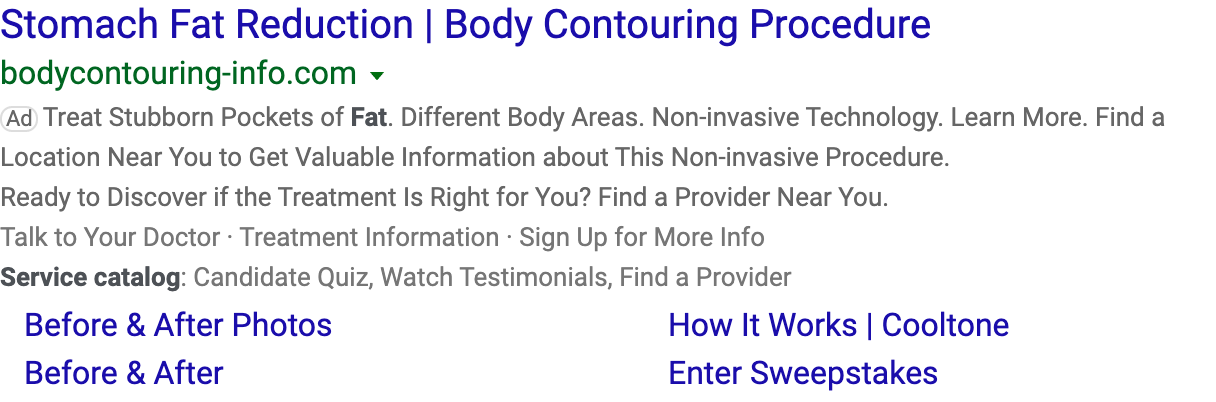 Stomach Fat Reduction | Body Contouring Procedure
bodycontouring-info.com
Ad Treat Stubborn Pockets of Fat. Different Body Areas. Non-invasive Technology. Learn More. Find a
Location Near You to Get Valuable Information about This Non-invasive Procedure.
Ready to Discover if the Treatment Is Right for You? Find a Provider Near You.
Talk to Your Doctor · Treatment Information · Sign Up for More Info
Service catalog: Candidate Quiz, Watch Testimonials, Find a Provider
Before & After Photos How It Works | Cooltone
Before & After Enter Sweepstakes